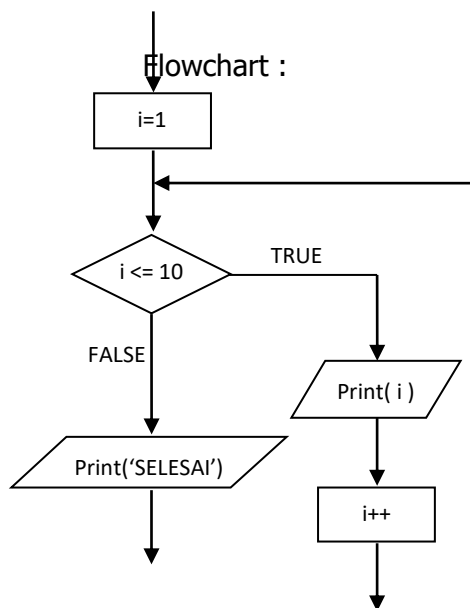 Flowchart :
i=1
i <= 10
TRUE
FALSE
Print( i )
Print(‘SELESAI’)
i++